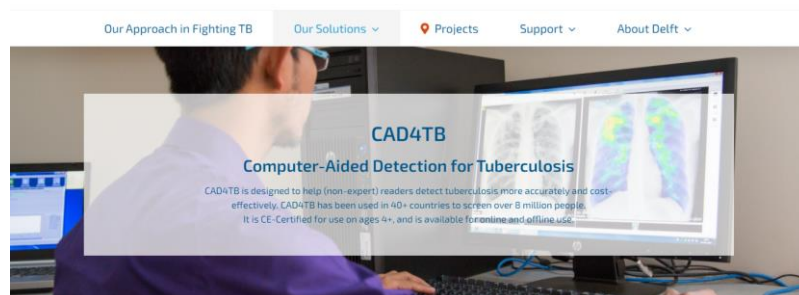 Our Approach in Fighting TB Our Solutions Projects Support About Delft
CAD4TB
Computer-Aided Detection for Tuberculosis
CAD4TB is designed to help (non-expert) readers detect tuberculosis more accurately and cost-
effectively. CAD4TB has been used in 40+ countries to screen over 8 million people.
It is CE-Certified for use on ages 4+, and is available for online and offline use.